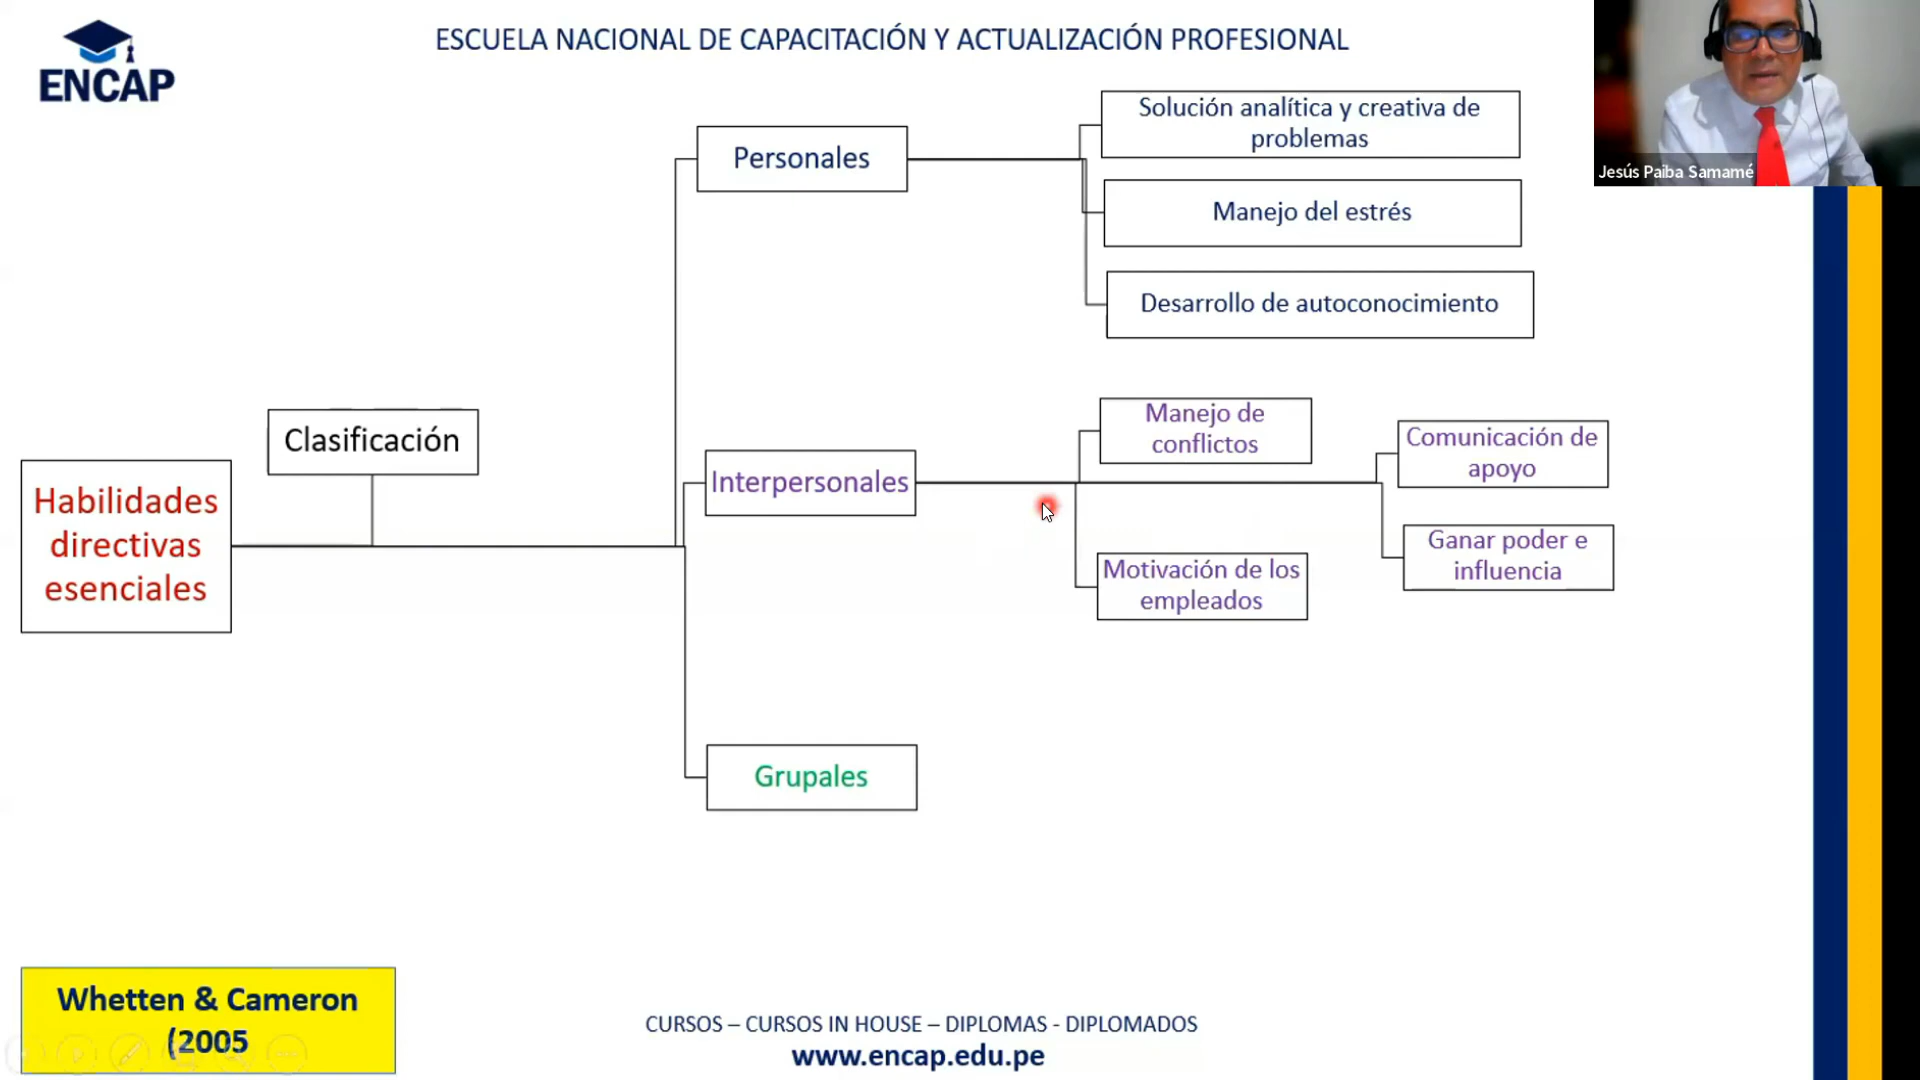 ENCAP
ESCUELA NACIONAL DE CAPACITACIÓN Y ACTUALIZACIÓN PROFESIONAL
Jesús Paiba Samamé
Personales
Solución analítica y creativa de
problemas
Manejo del estrés
Desarrollo de autoconocimiento
Clasificación
Habilidades
directivas
esenciales
Interpersonales
Manejo de
conflictos
Comunicación de
apoyo
Motivación de los
empleados
Ganar poder e
influencia
Grupales
Whetten & Cameron
(2005
CURSOS – CURSOS IN HOUSE – DIPLOMAS - DIPLOMADOS
www.encap.edu.pe